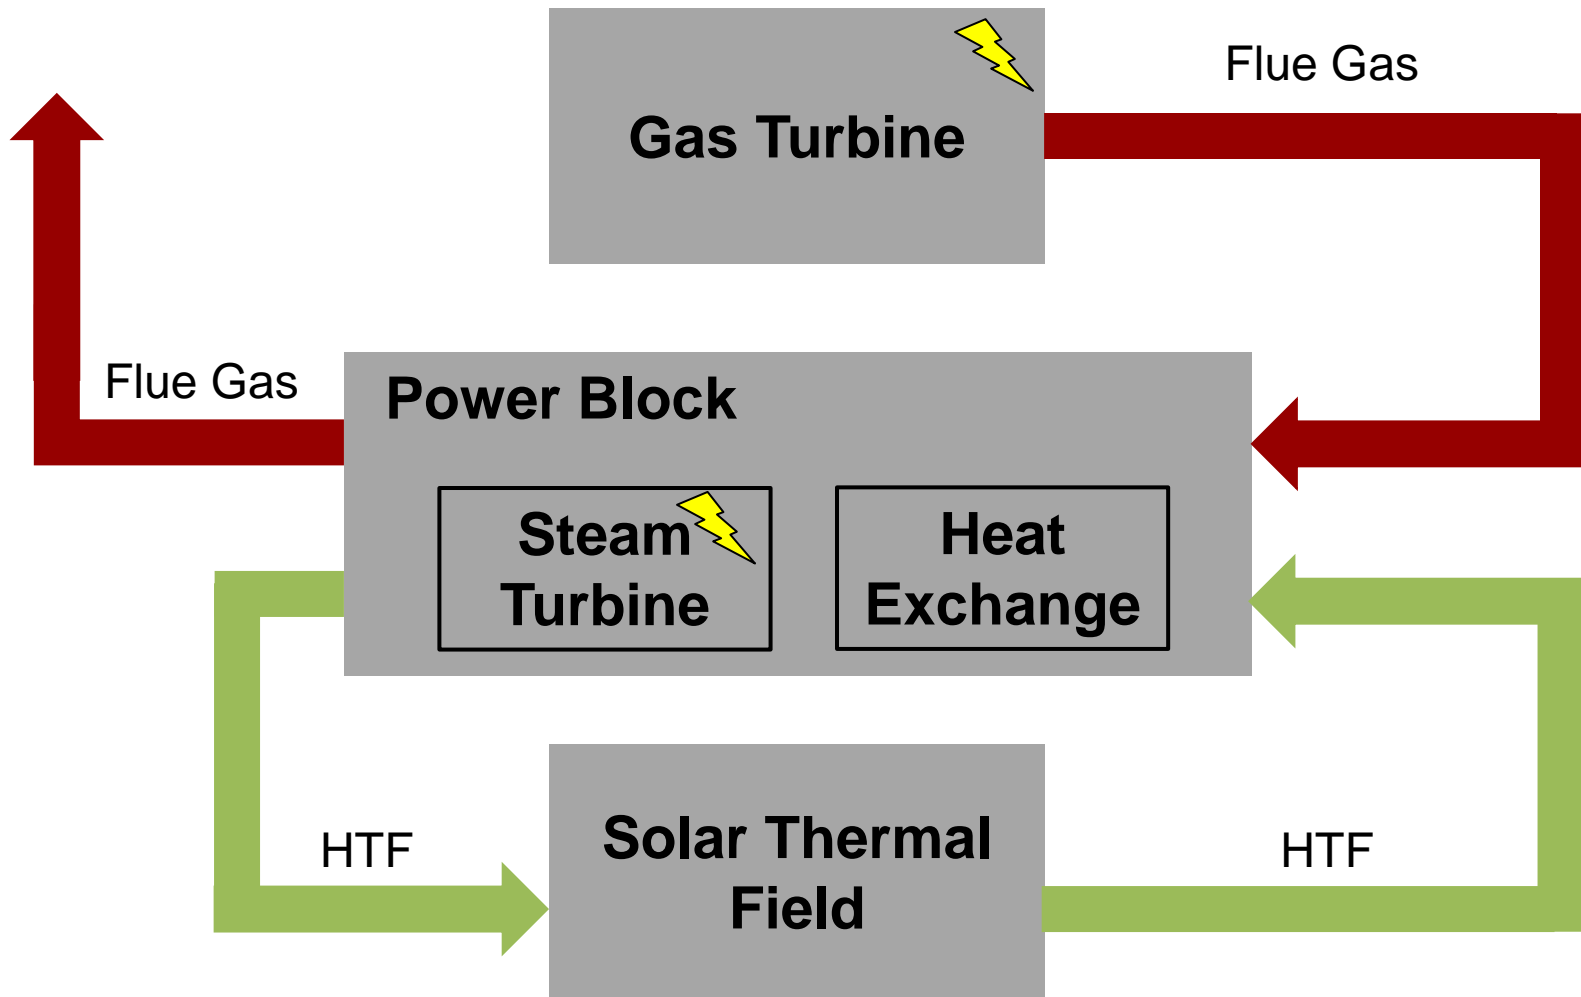 Flue Gas
Gas Turbine
Flue Gas
Power Block
Steam
Turbine
Heat
Exchange
HTF
Solar Thermal
Field
HTF